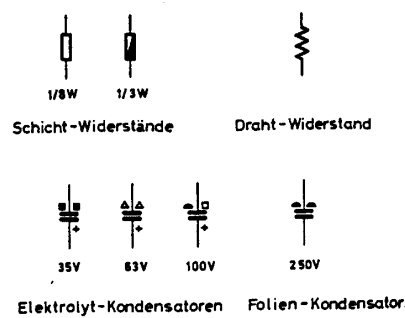 1/8W 1/3W
Schicht-Widerstände Draht-Widerstand
35V 63V 100V 250V
Elektrolyt-Kondensatoren Folien-Kondensator